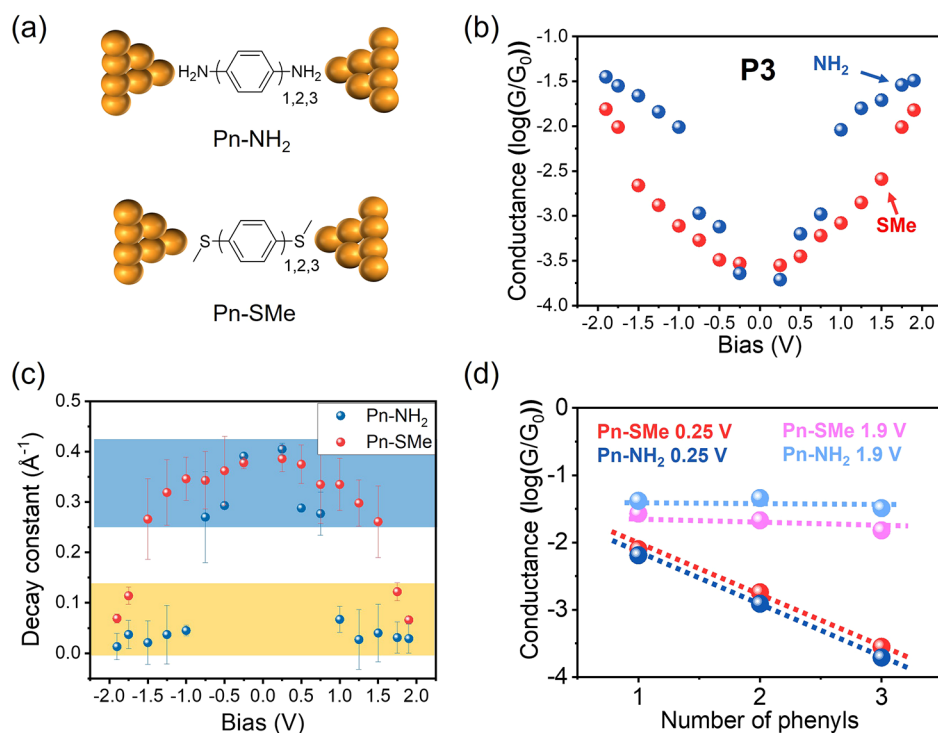 (a)
H₂N
NH₂
1,2,3
Pn-NH₂
S
S
1,2,3
Pn-SMe
(b)
P3
NH₂
SMe
Conductance (log(G/G₀))
-1.0
-1.5
-2.0
-2.5
-3.0
-3.5
-4.0
-2.0 -1.5 -1.0 -0.5 0.0 0.5 1.0 1.5 2.0
Bias (V)
(c)
Pn-NH₂
Pn-SMe
Decay constant (Å⁻¹)
0.5
0.4
0.3
0.1
0.0
-2.0 -1.5 -1.0 -0.5 0.0 0.5 1.0 1.5 2.0
Bias (V)
(d)
Pn-SMe 0.25 V Pn-SMe 1.9 V
Pn-NH₂ 0.25 V Pn-NH₂ 1.9 V
Conductance (log(G/G₀))
0
-1
-2
-3
-4
1 2 3
Number of phenyls